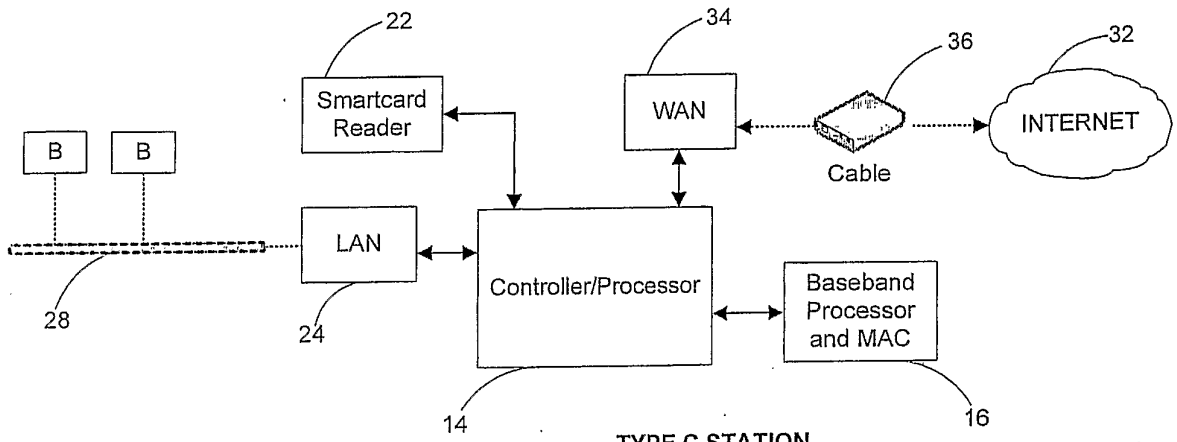 22
34
36
32
Smartcard
Reader
WAN
INTERNET
B
B
Cable
LAN
Controller/Processor
Baseband
Processor
and MAC
28
24
14
16
TYPE C STATION